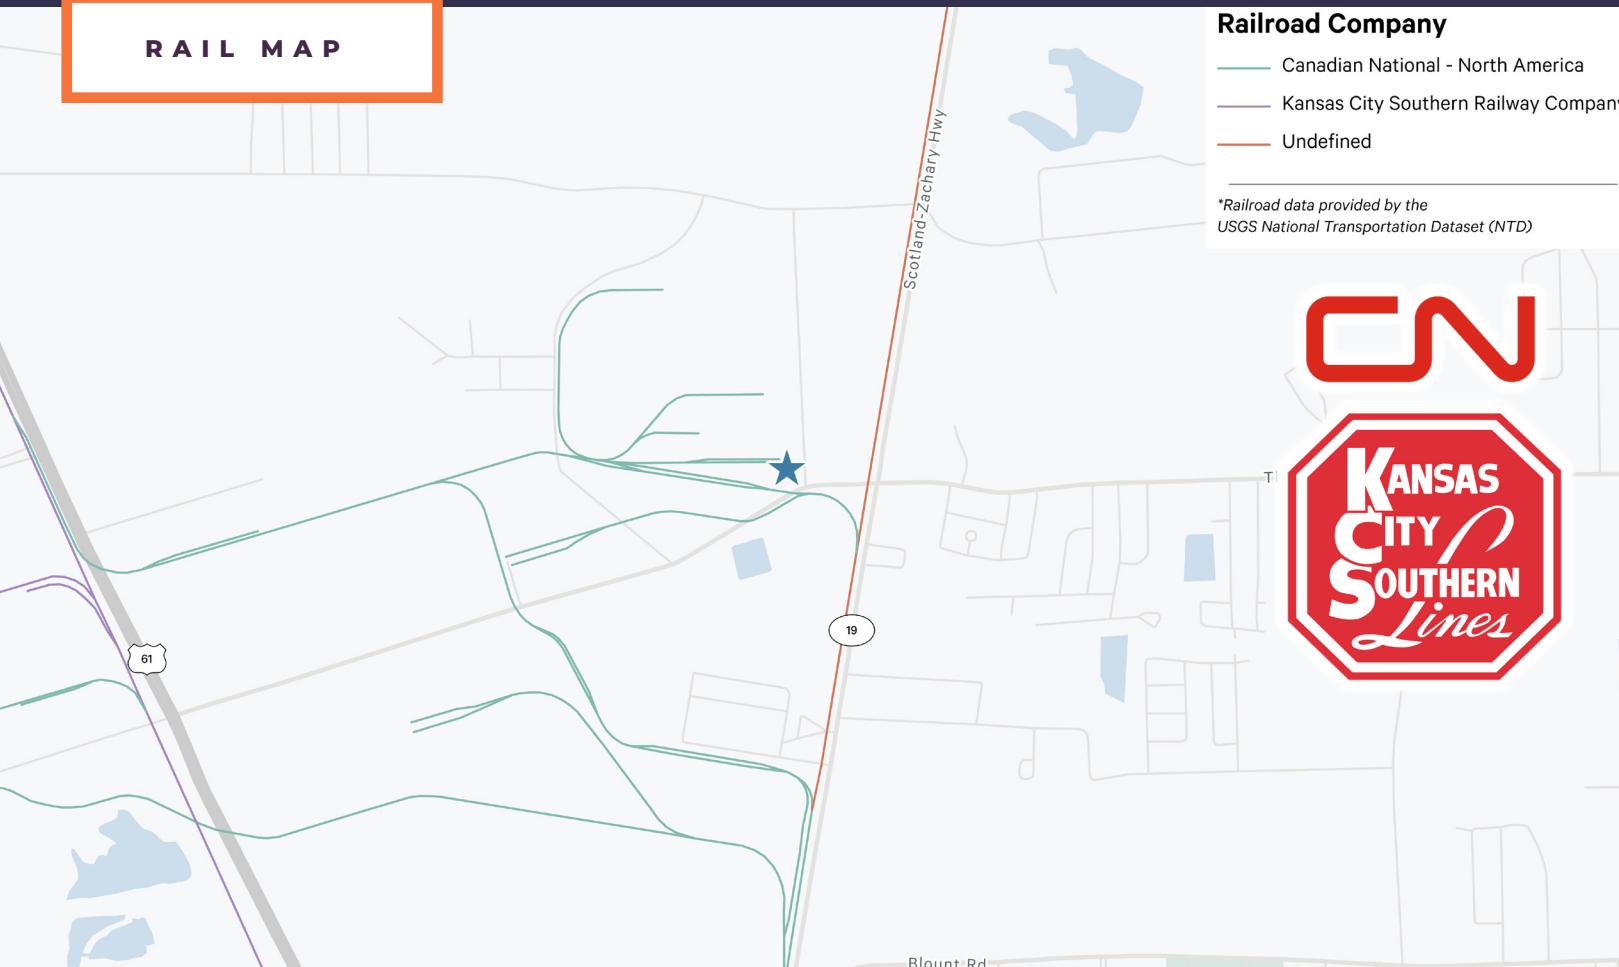 RAIL MAP
Railroad Company
Canadian National - North America
Kansas City Southern Railway Company
Undefined
*Railroad data provided by the
USGS National Transportation Dataset (NTD)
Scotland-Zachary Hwy
CN
KANSAS
CITY
SOUTHERN
Lines
19
61
Blount Rd